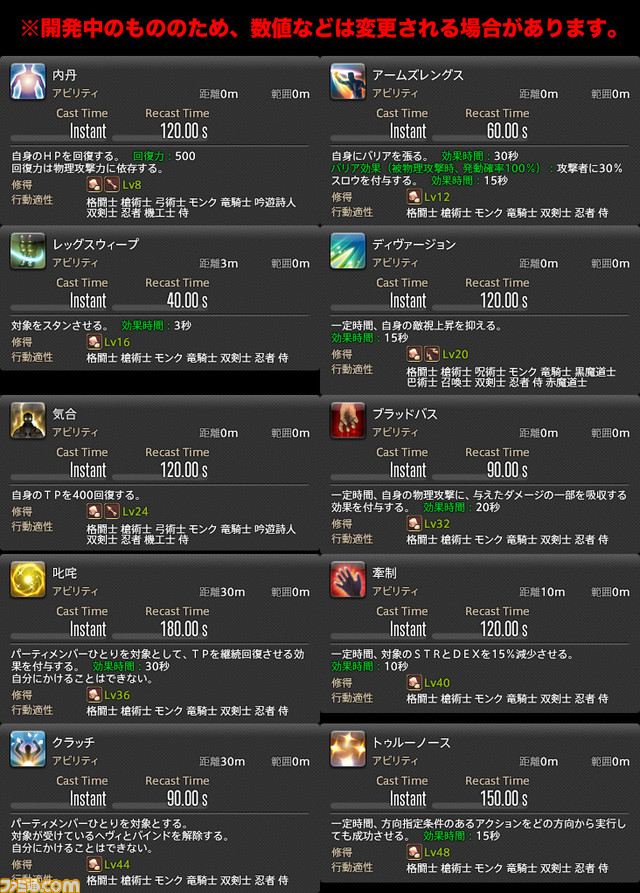 ※開発中のもののため、数値などは変更される場合があります。
内丹
アビリティ 距離0m 範囲0m
Cast Time Recast Time
Instant 120.00s
自身のHPを回復する。 回復力：500
回復力は物理攻撃力に依存する。
修得 Lv8
行動適性 格闘士 槍術士 弓術士 モンク 竜騎士 吟遊詩人
双剣士 忍者 機工士 侍
アームズレングス
アビリティ 距離0m 範囲0m
Cast Time Recast Time
Instant 60.00s
自身にバリアを張る。 効果時間：30秒
バリア効果（被物理攻撃時、発動確率100％）：攻撃者に30％
スロウを付与する。 効果時間：15秒
修得 Lv12
行動適性 格闘士 槍術士 モンク 竜騎士 双剣士 忍者 侍
レッグスウィープ
アビリティ 距離3m 範囲0m
Cast Time Recast Time
Instant 40.00s
対象をスタンさせる。 効果時間：3秒
修得 Lv16
行動適性 格闘士 槍術士 モンク 竜騎士 双剣士 忍者 侍
ディヴァージョン
アビリティ 距離0m 範囲0m
Cast Time Recast Time
Instant 120.00s
一定時間、自身の敵視上昇を抑える。
効果時間：15秒
修得 Lv20
行動適性 格闘士 槍術士 呪術士 モンク 竜騎士 黒魔道士
巴術士 召喚士 双剣士 忍者 侍 赤魔道士
気合
アビリティ 距離0m 範囲0m
Cast Time Recast Time
Instant 120.00s
自身のTPを400回復する。
修得 Lv24
行動適性 格闘士 槍術士 弓術士 モンク 竜騎士 吟遊詩人
双剣士 忍者 機工士 侍
ブラッドバス
アビリティ 距離0m 範囲0m
Cast Time Recast Time
Instant 90.00s
一定時間、自身の物理攻撃に、与えたダメージの一部を吸収する
効果を付与する。 効果時間：20秒
修得 Lv32
行動適性 格闘士 槍術士 モンク 竜騎士 双剣士 忍者 侍
叱咤
アビリティ 距離30m 範囲0m
Cast Time Recast Time
Instant 180.00s
パーティメンバーひとりを対象として、TPを継続回復させる効
果を付与する。 効果時間：30秒
自分にかけることはできない。
修得 Lv36
行動適性 格闘士 槍術士 モンク 竜騎士 双剣士 忍者 侍
牽制
アビリティ 距離10m 範囲0m
Cast Time Recast Time
Instant 120.00s
一定時間、対象のSTRとDEXを15％減少させる。
効果時間：10秒
修得 Lv40
行動適性 格闘士 槍術士 モンク 竜騎士 双剣士 忍者 侍
クラッチ
アビリティ 距離30m 範囲0m
Cast Time Recast Time
Instant 90.00s
パーティメンバーひとりを対象とする。
対象が受けているヘヴィとバインドを解除する。
自分にかけることはできない。
修得 Lv44
行動適性 格闘士 槍術士 モンク 竜騎士 双剣士 忍者 侍
トゥルーノース
アビリティ 距離0m 範囲0m
Cast Time Recast Time
Instant 150.00s
一定時間、方向指定条件のあるアクションをどの方向から実行し
ても成功させる。 効果時間：15秒
修得 Lv48
行動適性 格闘士 槍術士 モンク 竜騎士 双剣士 忍者 侍
ファミ通.com